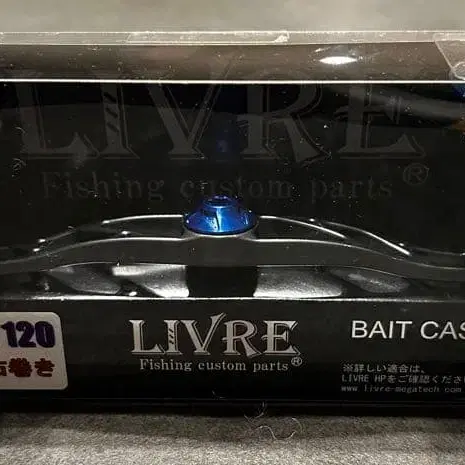 LIVRE
Fishing custom parts®
120
巻き
LIVRE
Fishing custom parts®
BAIT CAS
※詳しい適合は、
LIVRE HPをご確認くださ
www.livre-megatech.com